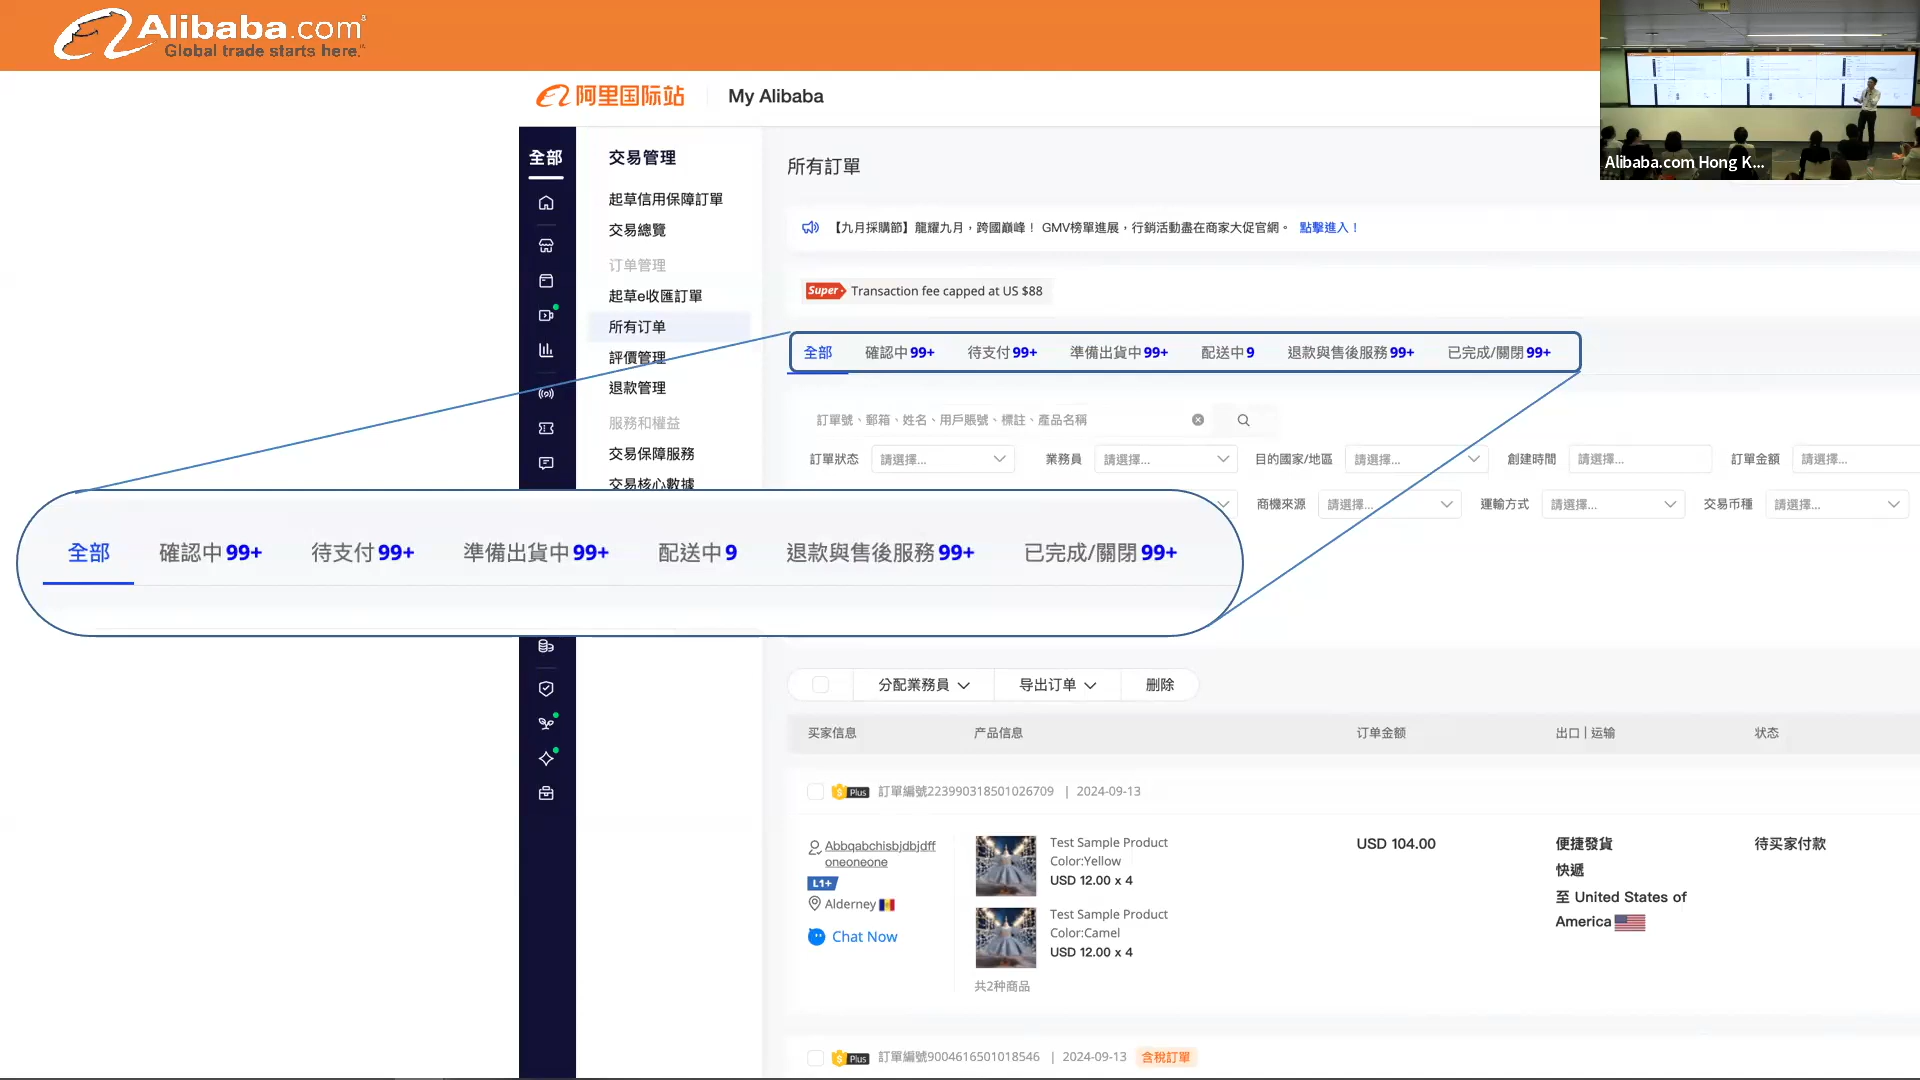 Alibaba.com
Global trade starts here.
阿里国际站
My Alibaba
Alibaba.com Hong K...
全部
交易管理
起草信用保障訂單
交易總覽
订单管理
起草e收匯訂單
所有订单
評價管理
退款管理
服務和權益
交易保障服務
交易核心數據
所有訂單
【九月採購節】龍耀九月，跨國巔峰！ GMV榜單進展，行銷活動盡在商家大促官網。 點擊進入！
Super Transaction fee capped at US $88
全部 確認中 99+ 待支付 99+ 準備出貨中 99+ 配送中 9 退款與售後服務 99+ 已完成/關閉 99+
訂單號、郵箱、姓名、用戶賬號、標註、產品名稱
訂單狀態 請選擇... 業務員 請選擇... 目的國家/地區 請選擇... 創建時間 請選擇... 訂單金額 請選擇...
商機來源 請選擇... 運輸方式 請選擇... 交易币種 請選擇...
全部 確認中 99+ 待支付 99+ 準備出貨中 99+ 配送中 9 退款與售後服務 99+ 已完成/關閉 99+
分配業務員 导出订单 删除
买家信息 产品信息 订单金额 出口 | 运输 状态
Plus 訂單編號223990318501026709 | 2024-09-13
Abbqabchisbjdbjdff
oneoneone
L1+
Alderney
Chat Now
Test Sample Product
Color:Yellow
USD 12.00 x 4
Test Sample Product
Color:Camel
USD 12.00 x 4
共2种商品
USD 104.00
便捷發貨
快遞
至 United States of
America
待买家付款
Plus 訂單編號9004616501018546 | 2024-09-13 含稅訂單